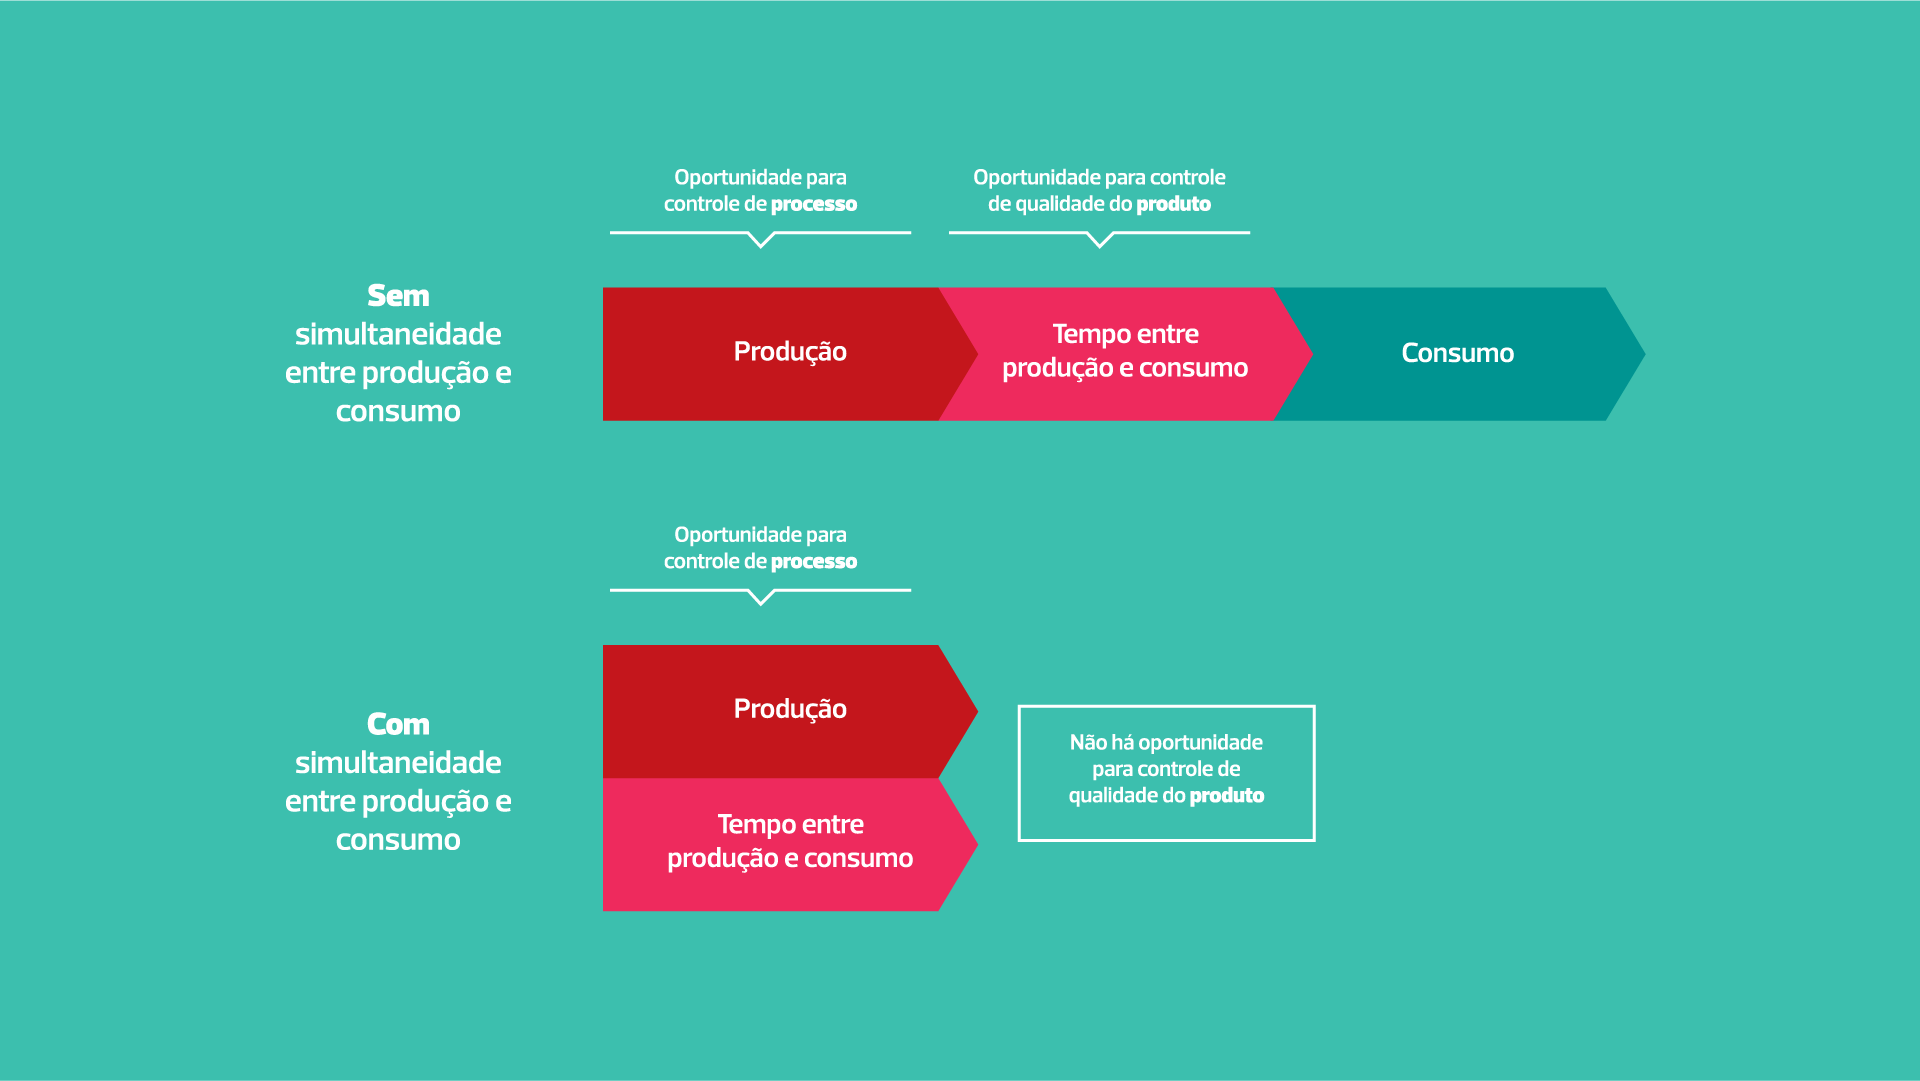 Oportunidade para
controle de processo
Oportunidade para controle
de qualidade do produto
Sem
simultaneidade
entre produção e
consumo
Produção
Tempo entre
produção e consumo
Consumo
Oportunidade para
controle de processo
Com
simultaneidade
entre produção e
consumo
Produção
Tempo entre
produção e consumo
Não há oportunidade
para controle de
qualidade do produto